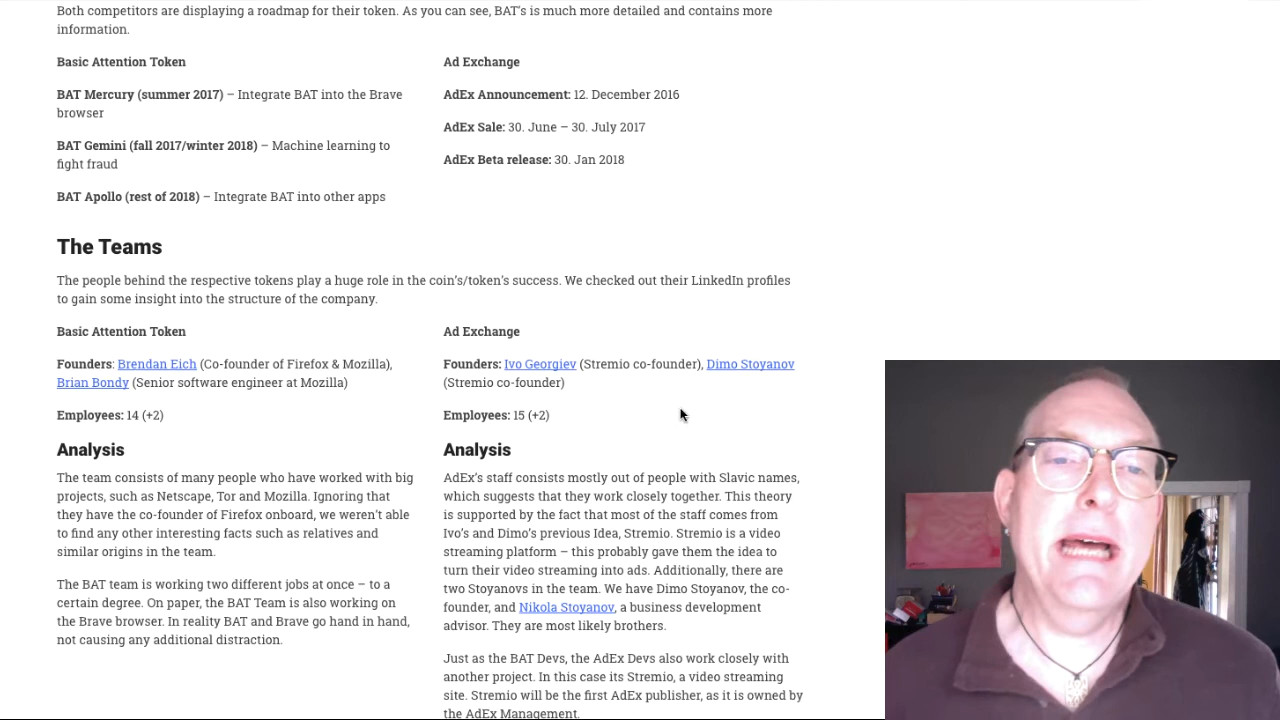 Both competitors are displaying a roadmap for their token. As you can see, BAT's is much more detailed and contains more
information.
Basic Attention Token
BAT Mercury (summer 2017) – Integrate BAT into the Brave
browser
BAT Gemini (fall 2017/winter 2018) – Machine learning to
fight fraud
BAT Apollo (rest of 2018) – Integrate BAT into other apps
Ad Exchange
AdEx Announcement: 12. December 2016
AdEx Sale: 30. June – 30. July 2017
AdEx Beta release: 30. Jan 2018
The Teams
The people behind the respective tokens play a huge role in the coin's/token's success. We checked out their LinkedIn profiles
to gain some insight into the structure of the company.
Basic Attention Token
Founders: Brendan Eich (Co-founder of Firefox & Mozilla),
Brian Bondy (Senior software engineer at Mozilla)
Employees: 14 (+2)
Analysis
The team consists of many people who have worked with big
projects, such as Netscape, Tor and Mozilla. Ignoring that
they have the co-founder of Firefox onboard, we weren't able
to find any other interesting facts such as relatives and
similar origins in the team.
The BAT team is working two different jobs at once – to a
certain degree. On paper, the BAT Team is also working on
the Brave browser. In reality BAT and Brave go hand in hand,
not causing any additional distraction.
Ad Exchange
Founders: Ivo Georgiev (Stremio co-founder), Dimo Stoyanov
(Stremio co-founder)
Employees: 15 (+2)
Analysis
AdEx's staff consists mostly out of people with Slavic names,
which suggests that they work closely together. This theory
is supported by the fact that most of the staff comes from
Ivo's and Dimo's previous Idea, Stremio. Stremio is a video
streaming platform – this probably gave them the idea to
turn their video streaming into ads. Additionally, there are
two Stoyanovs in the team. We have Dimo Stoyanov, the co-
founder, and Nikola Stoyanov, a business development
advisor. They are most likely brothers.
Just as the BAT Devs, the AdEx Devs also work closely with
another project. In this case its Stremio, a video streaming
site. Stremio will be the first AdEx publisher, as it is owned by
the AdEx Management.